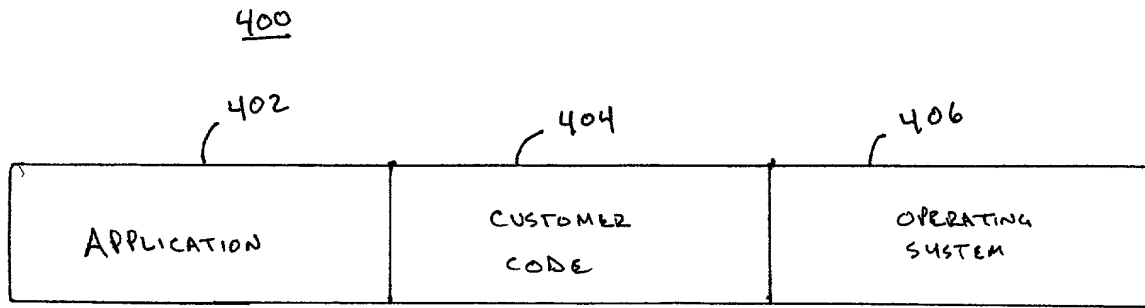 400
402
404
406
APPLICATION
CUSTOMER
CODE
OPERATING
SYSTEM